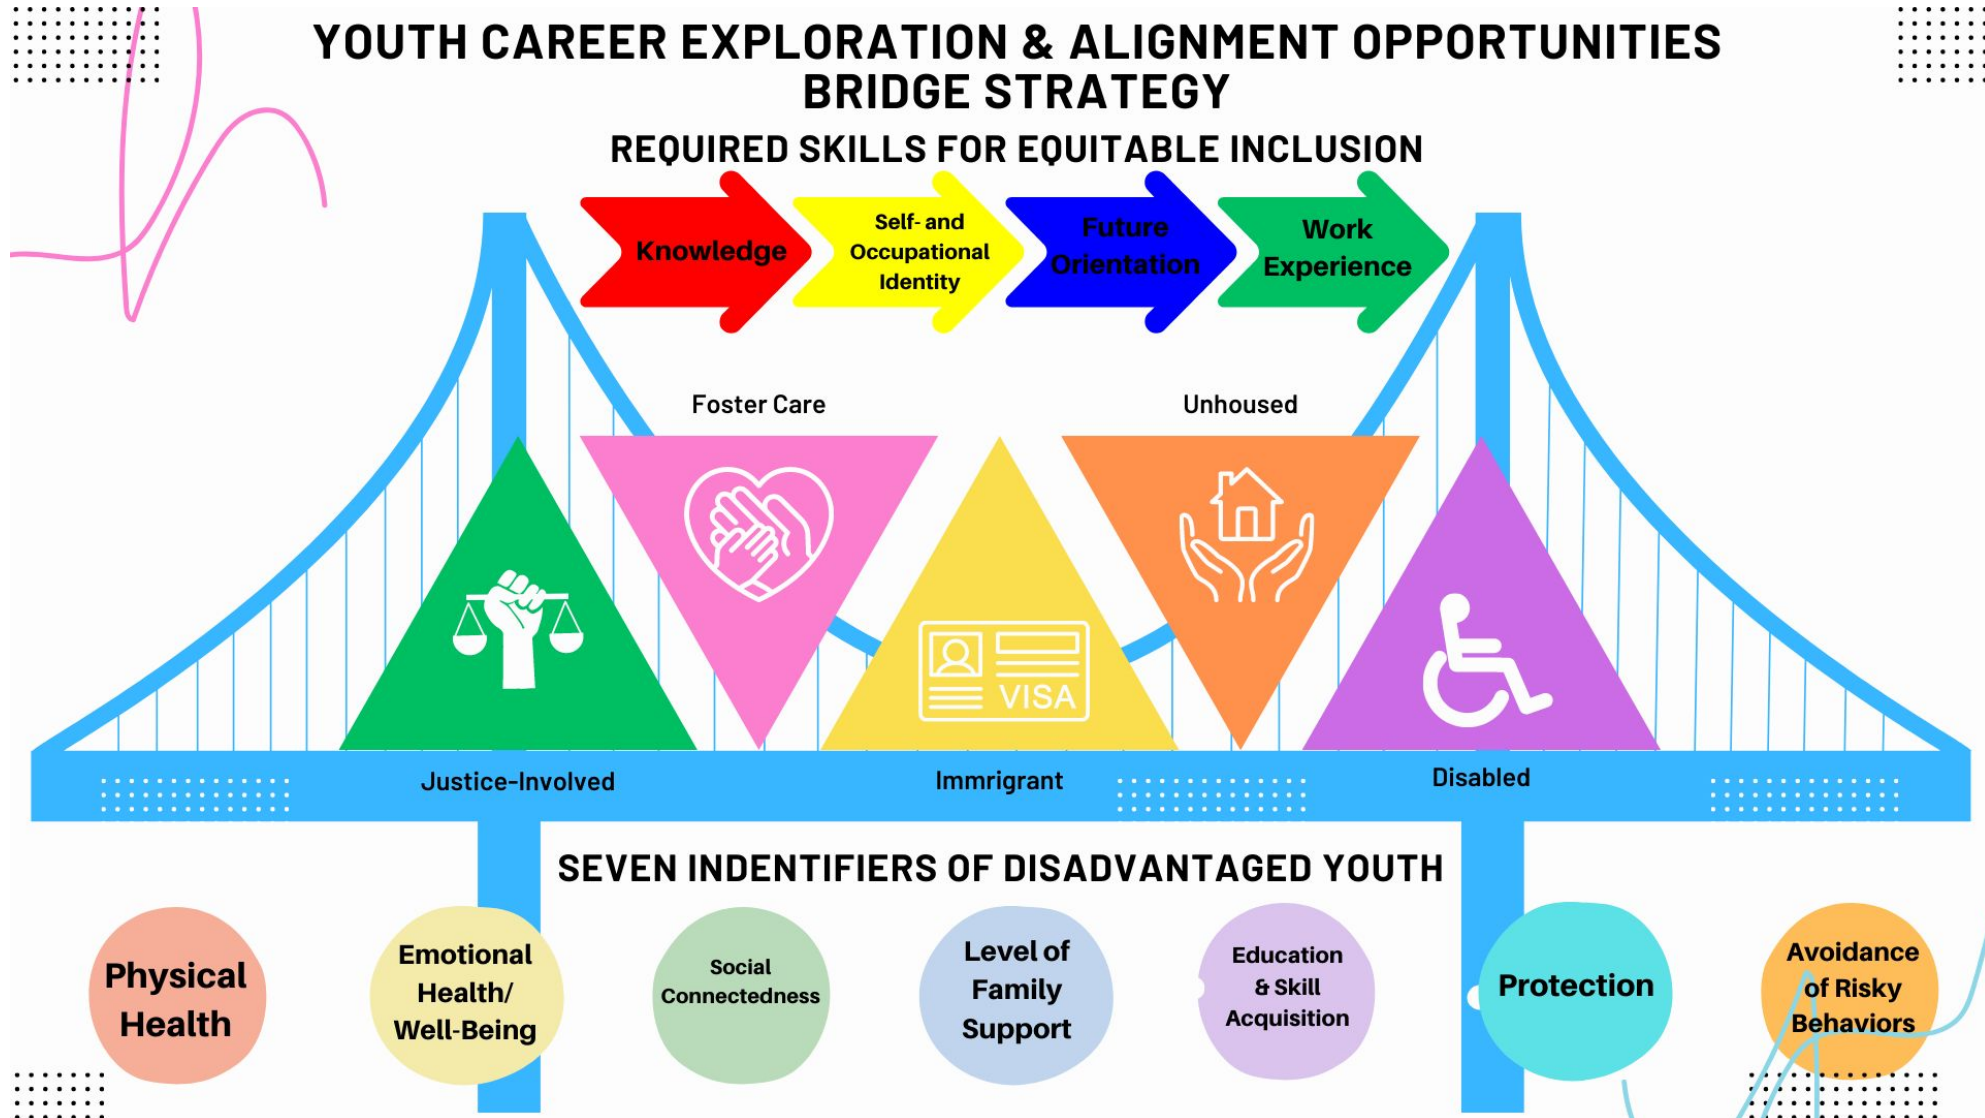 YOUTH CAREER EXPLORATION & ALIGNMENT OPPORTUNITIES
BRIDGE STRATEGY
REQUIRED SKILLS FOR EQUITABLE INCLUSION
Knowledge
Self- and
Occupational
Identity
Future
Orientation
Work
Experience
Foster Care
Unhoused
VISA
Justice-Involved
Immrigrant
Disabled
SEVEN INDENTIFIERS OF DISADVANTAGED YOUTH
Physical
Health
Emotional
Health/
Well-Being
Social
Connectedness
Level of
Family
Support
Education
& Skill
Acquisition
Protection
Avoidance
of Risky
Behaviors